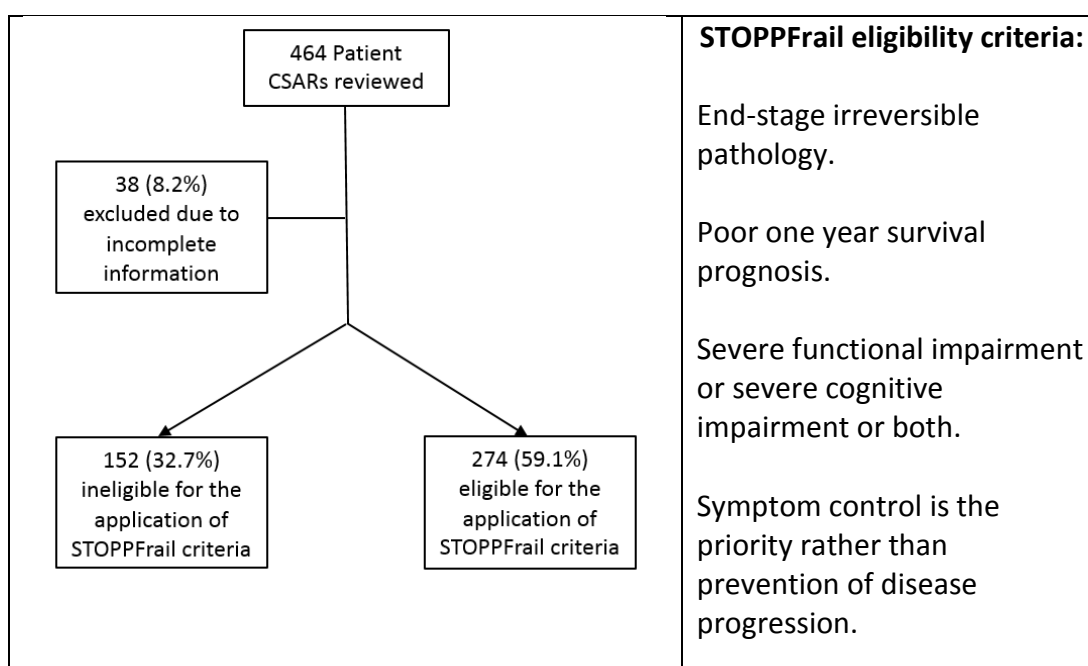 464 Patient
CSARs reviewed
38 (8.2%)
excluded due to
incomplete
information
152 (32.7%)
ineligible for the
application of
STOPPFrail criteria
274 (59.1%)
eligible for the
application of
STOPPFrail criteria
STOPPFrail eligibility criteria:
End-stage irreversible
pathology.
Poor one year survival
prognosis.
Severe functional impairment
or severe cognitive
impairment or both.
Symptom control is the
priority rather than
prevention of disease
progression.